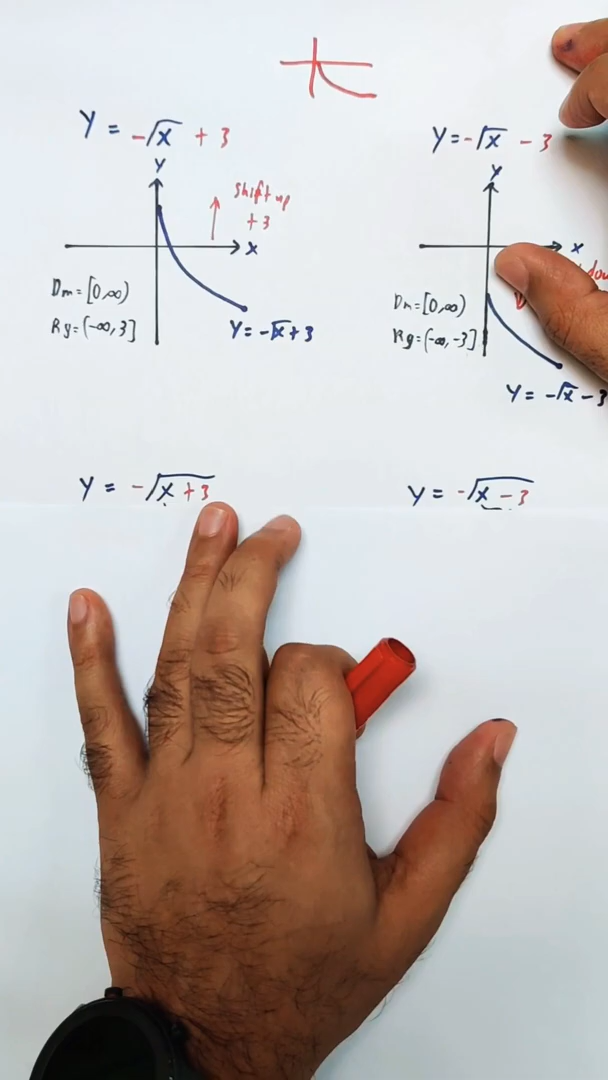 Y = -√x + 3
Y = -√x - 3
Y
Y
shift up
+3
X
X
Dm = [0,∞)
Rg = (-∞,3]
Y = -√x + 3
Dm = [0,∞)
Rg = (-∞,-3]
Y = -√x - 3
Y = -√(x + 3)
Y = -√(x - 3)